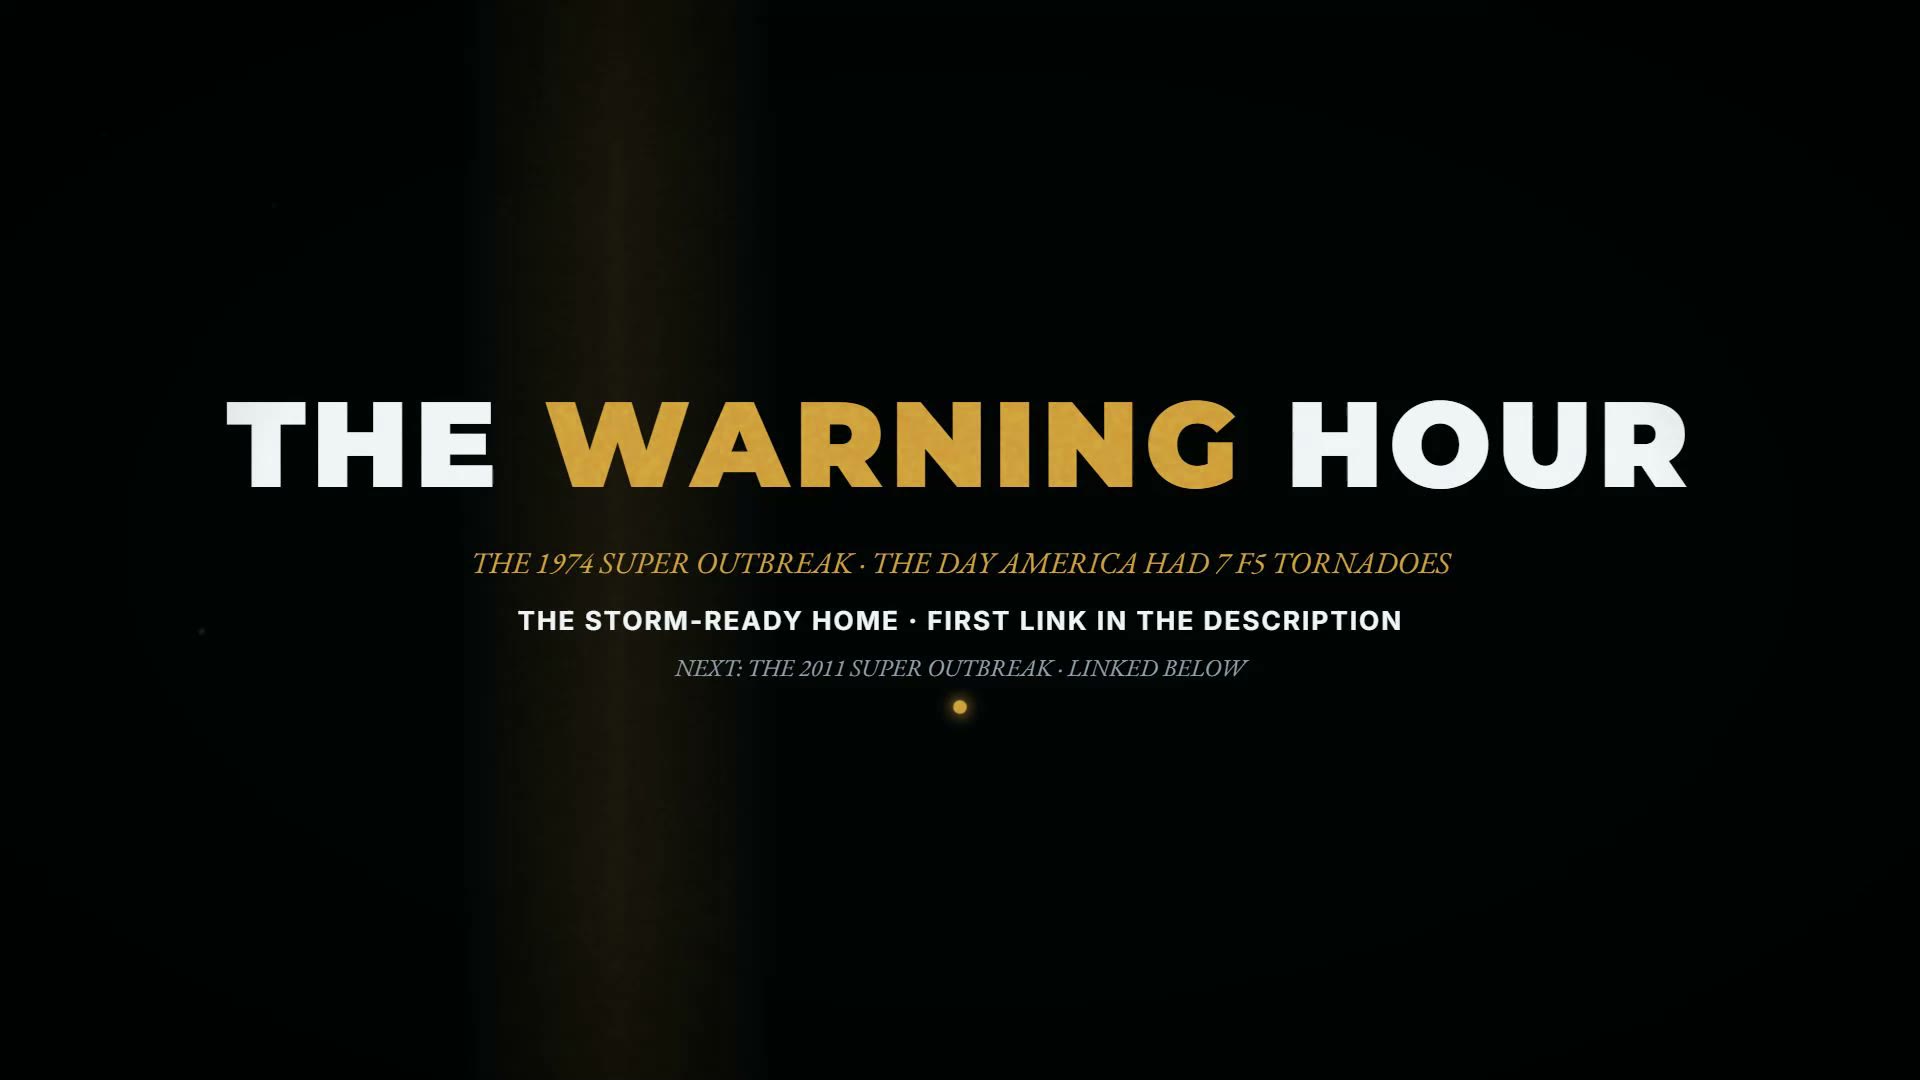 THE WARNING HOUR
THE 1974 SUPER OUTBREAK · THE DAY AMERICA HAD 7 F5 TORNADOES
THE STORM-READY HOME · FIRST LINK IN THE DESCRIPTION
NEXT: THE 2011 SUPER OUTBREAK · LINKED BELOW